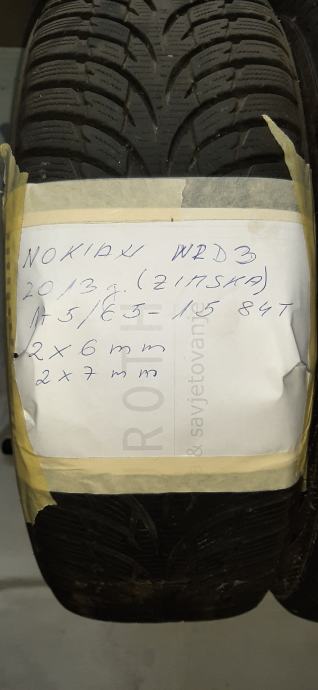 NOKIAN WRD3
2013 g. (ZIMSKA)
175/65-15 84T
2x6 mm
2x7 mm
ROTH
& savjetovanje